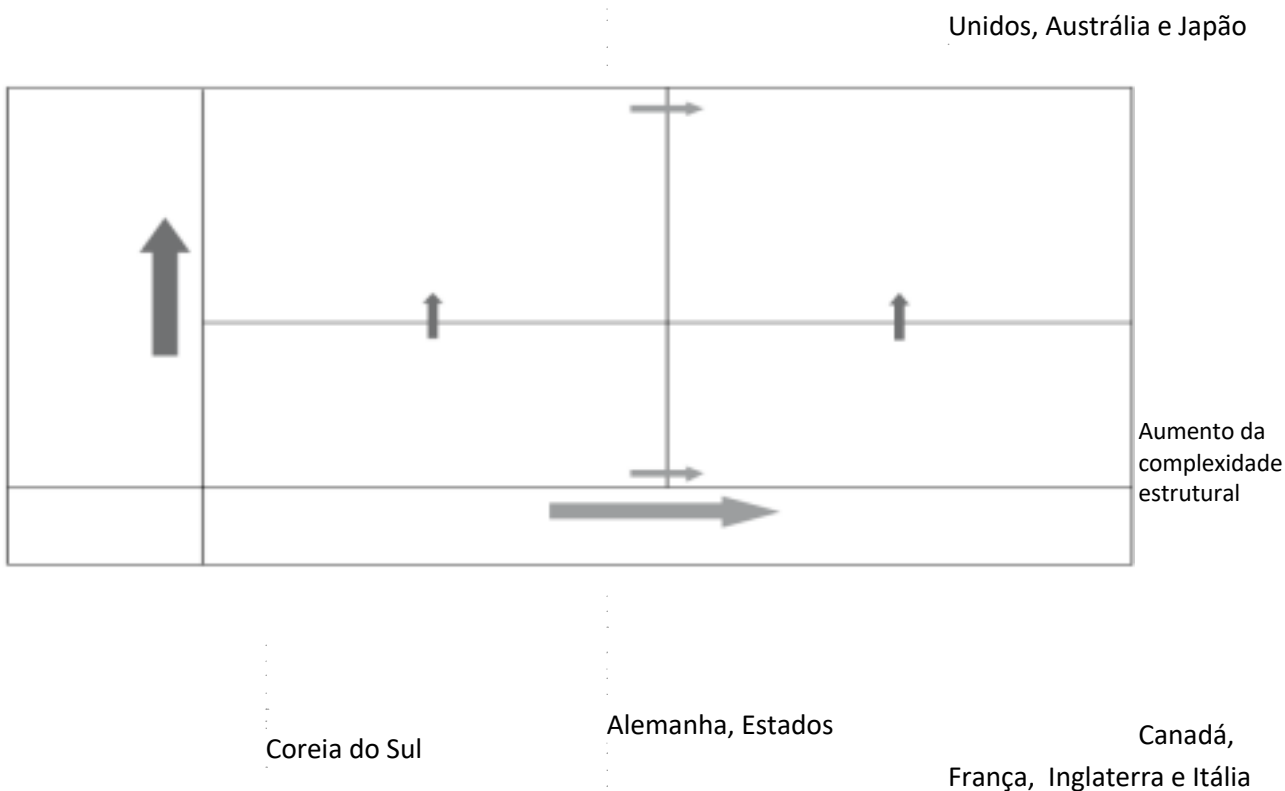 Unidos, Austrália e Japão
Aumento da
complexidade
estrutural
Coreia do Sul
Alemanha, Estados
Canadá,
França, Inglaterra e Itália